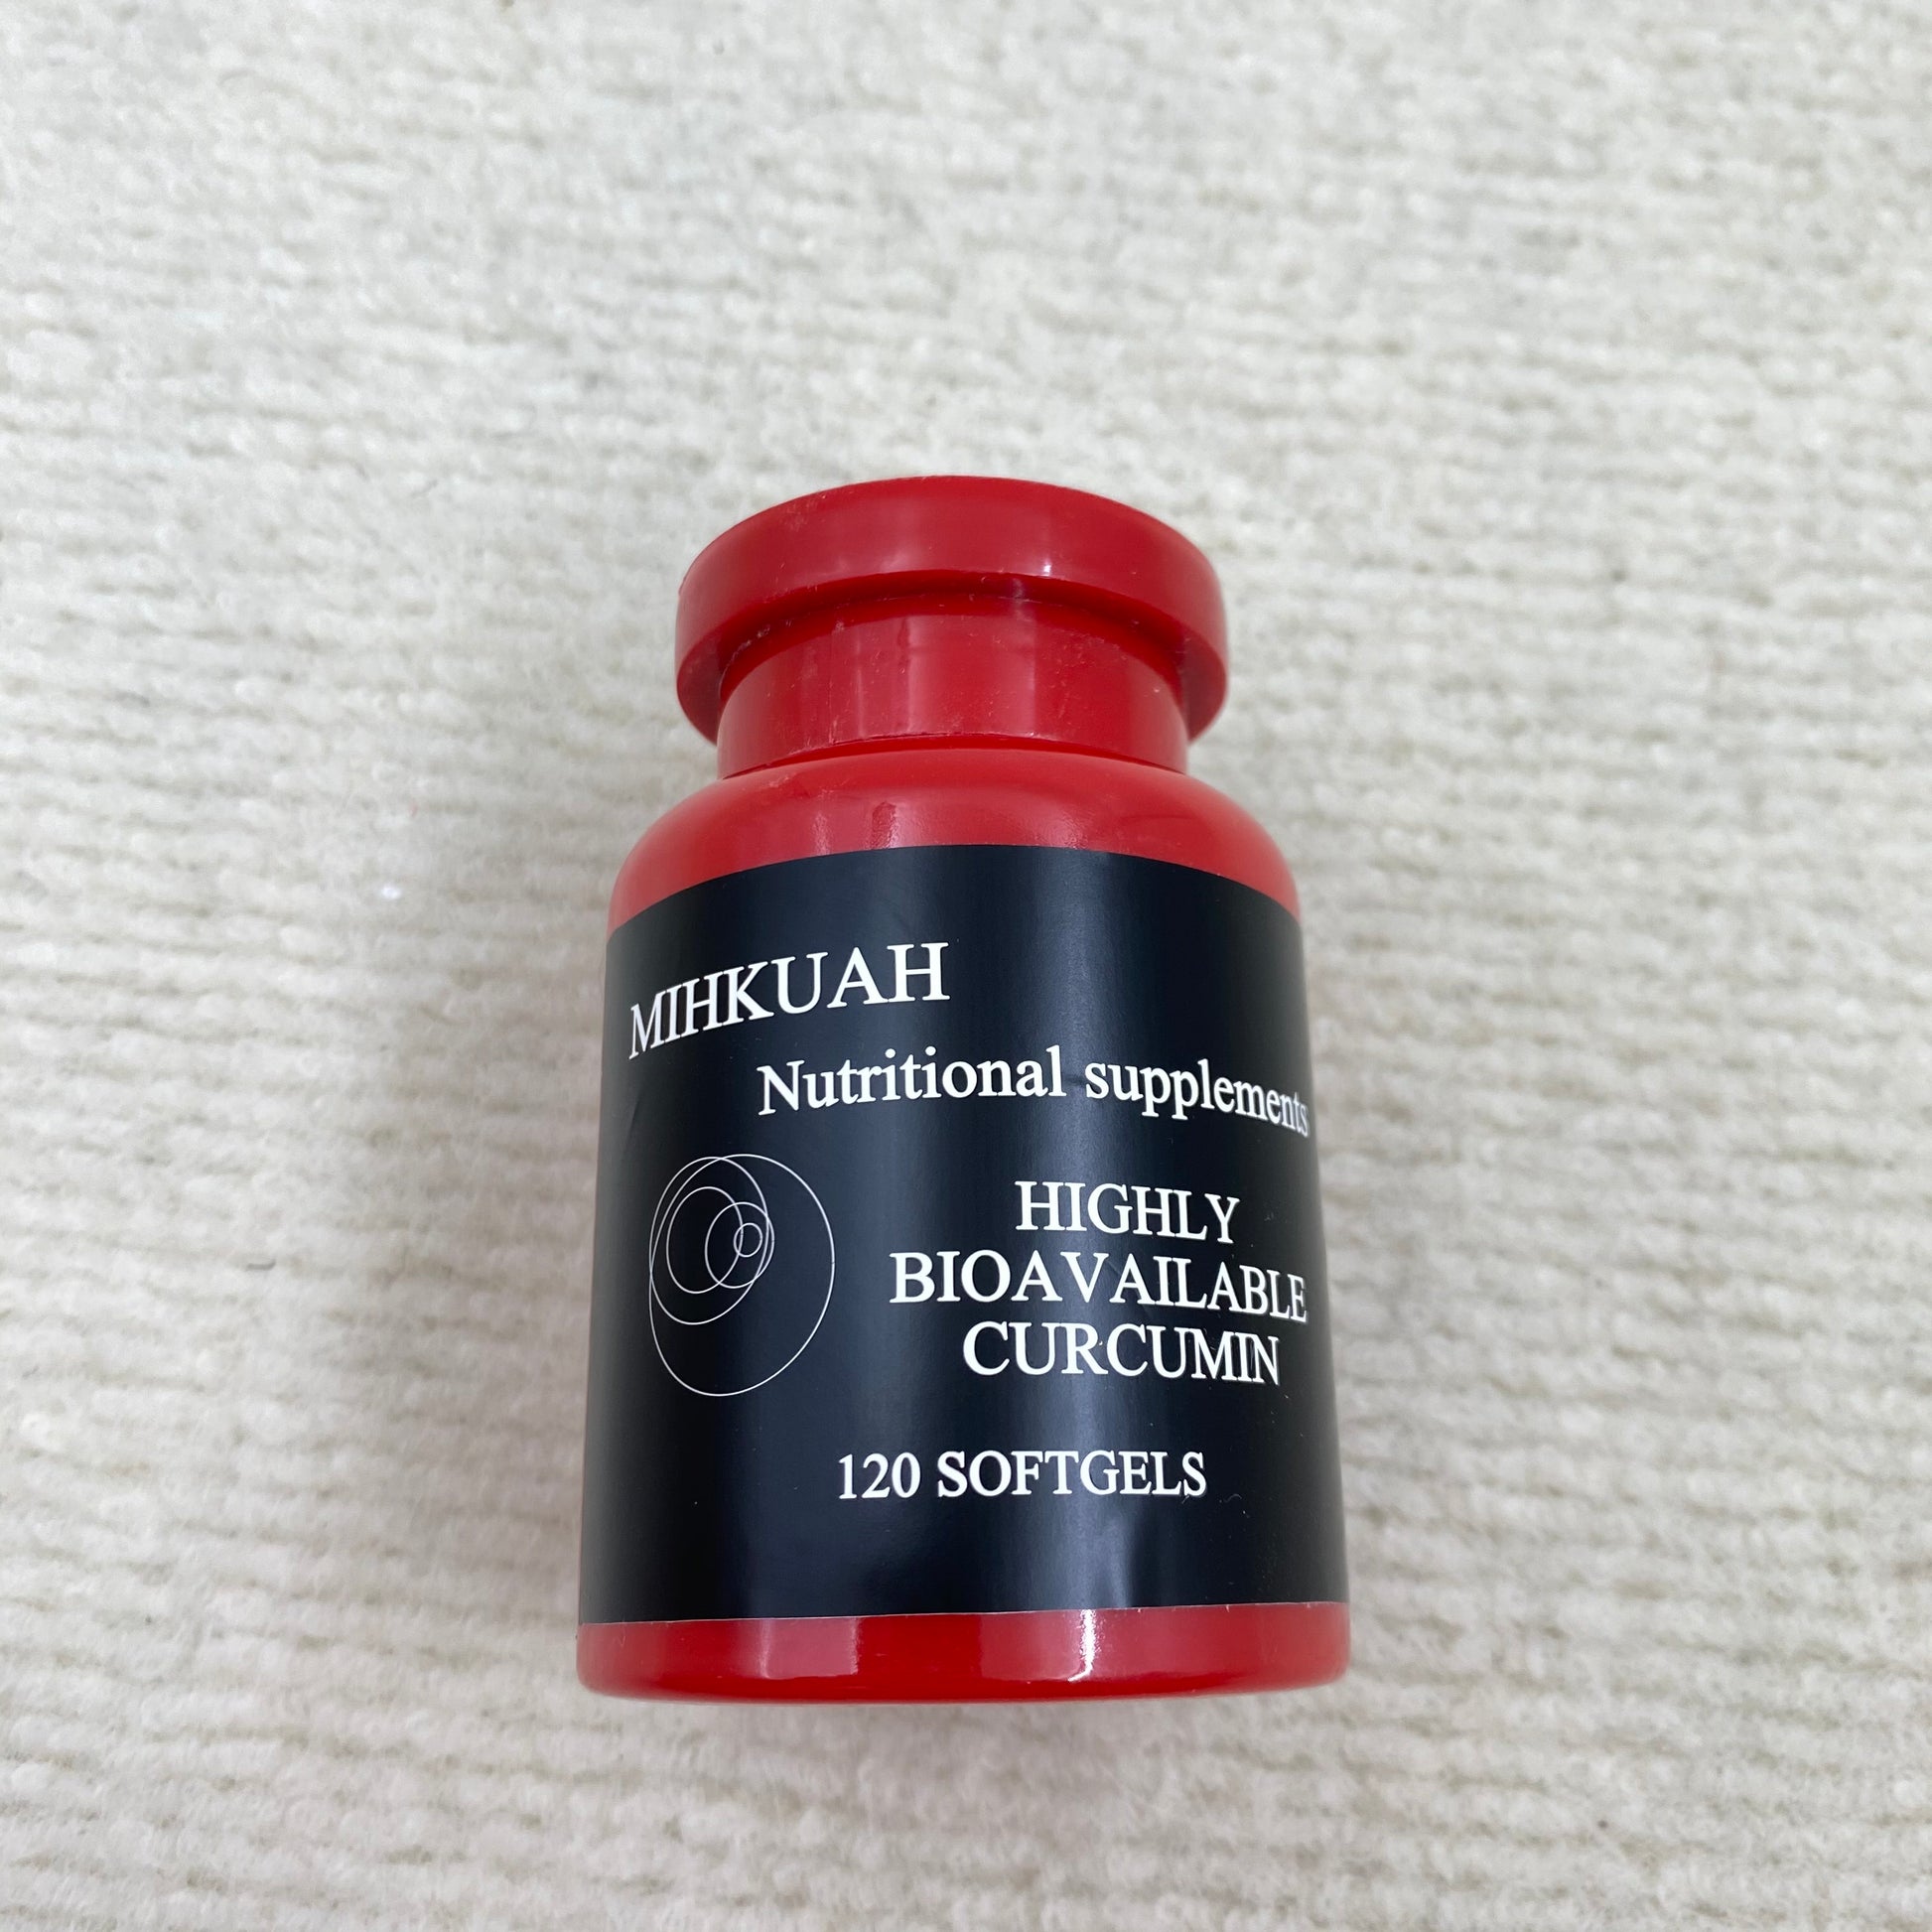 MIHKUAH
Nutritional supplements
HIGHLY
BIOAVAILABLE
CURCUMIN
120 SOFTGELS